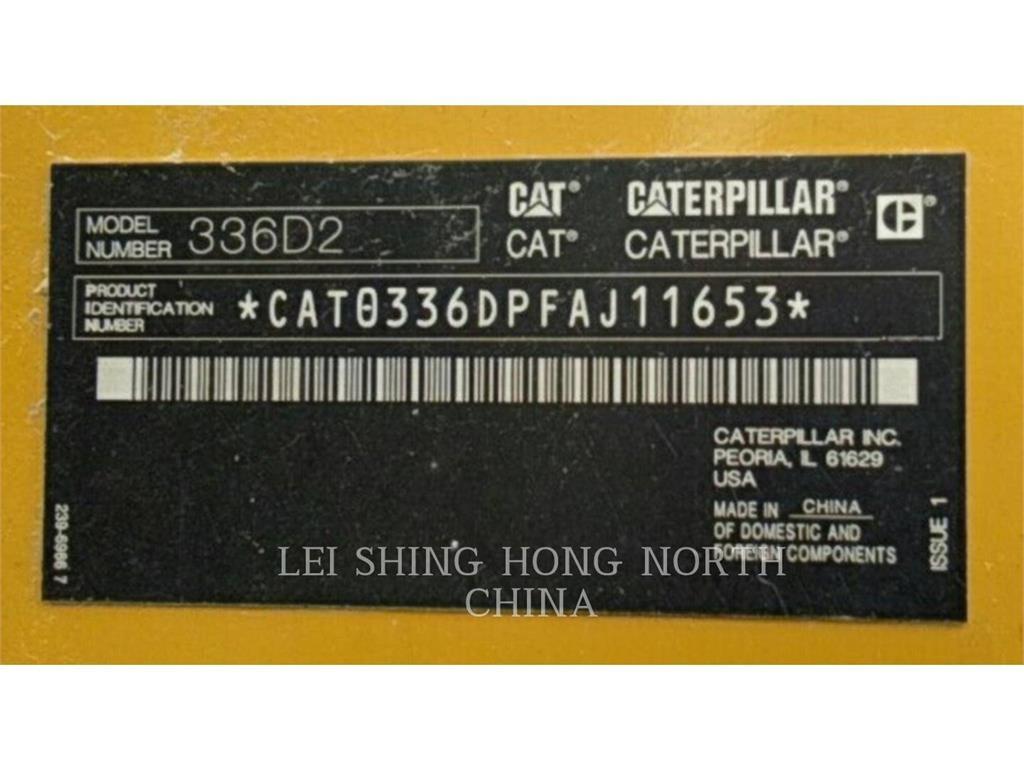 CAT® CATERPILLAR®
CAT® CATERPILLAR®
MODEL
NUMBER 336D2
PRODUCT
IDENTIFICATION
NUMBER
*CAT0336DPFAJ11653*
CATERPILLAR INC.
PEORIA, IL 61629
USA
MADE IN CHINA
OF DOMESTIC AND
FOREIGN COMPONENTS
ISSUE 1
LEI SHING HONG NORTH
CHINA